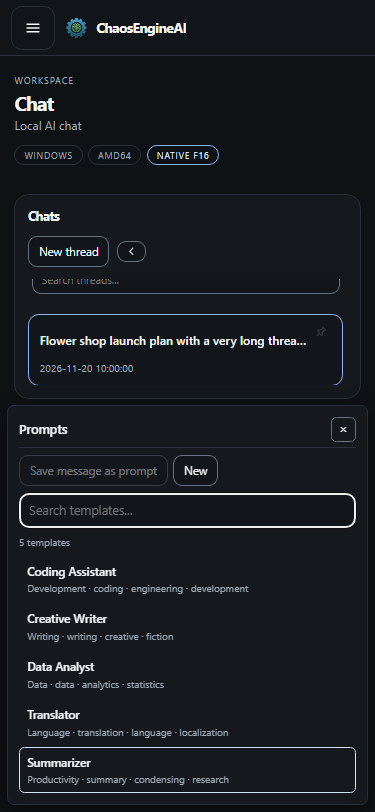 ChaosEngineAI
WORKSPACE
Chat
Local AI chat
WINDOWS AMD64 NATIVE F16
Chats
New thread
Search threads...
Flower shop launch plan with a very long threa...
2026-11-20 10:00:00
Prompts
Save message as prompt New
Search templates...
5 templates
Coding Assistant
Development · coding · engineering · development
Creative Writer
Writing · writing · creative · fiction
Data Analyst
Data · data · analytics · statistics
Translator
Language · translation · language · localization
Summarizer
Productivity · summary · condensing · research